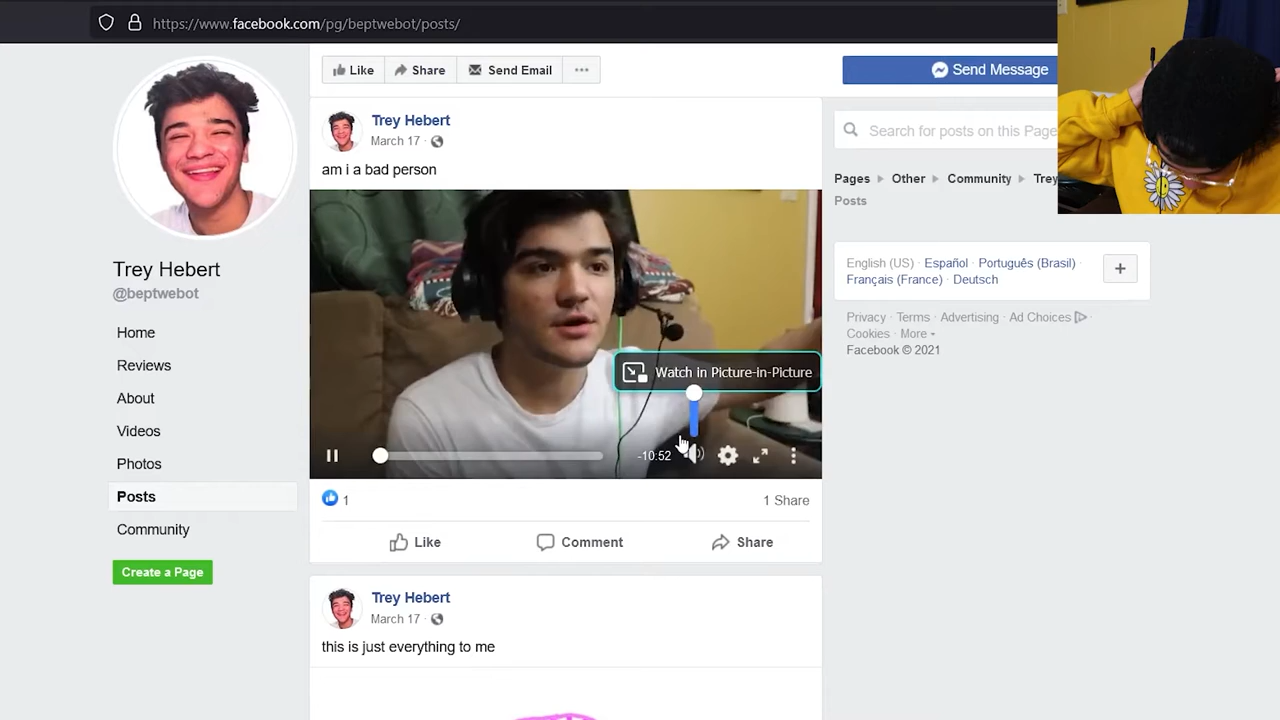 https://www.facebook.com/pg/beptwebot/posts/
Like
Share
Send Email
Send Message
Trey Hebert
@beptwebot
Home
Reviews
About
Videos
Photos
Posts
Community
Create a Page
Trey Hebert
March 17
am i a bad person
Watch in Picture-in-Picture
-10:52
1
1 Share
Like
Comment
Share
Trey Hebert
March 17
this is just everything to me
Search for posts on this Page
Pages
Other
Community
Trey
Posts
English (US) · Español · Português (Brasil) ·
Français (France) · Deutsch
Privacy · Terms · Advertising · Ad Choices ·
Cookies · More
Facebook © 2021